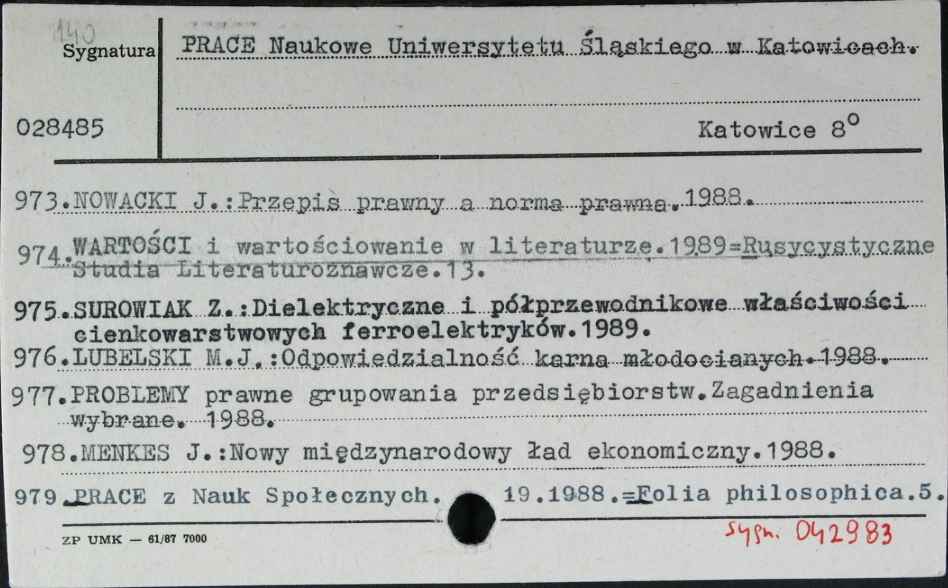 140
Sygnatura
PRACE Naukowe Uniwersytetu Śląskiego w Katowicach.
028485
Katowice 8°
973.NOWACKI J.:Przepis prawny a norma prawna.1988.
974.WARTOŚCI i wartościowanie w literaturze.1989=Rusycystyczne
Studia Literaturoznawcze.13.
975.SUROWIAK Z.:Dielektryczne i półprzewodnikowe właściwości
cienkowarstwowych ferroelektryków.1989.
976.LUBELSKI M.J.:Odpowiedzialność karna młodocianych.1988.
977.PROBLEMY prawne grupowania przedsiębiorstw.Zagadnienia
wybrane. 1988.
978.MENKES J.:Nowy międzynarodowy ład ekonomiczny.1988.
979.PRACE z Nauk Społecznych. 19.1988.=Folia philosophica.5.
sygn. 042983
ZP UMK — 61/87 7000